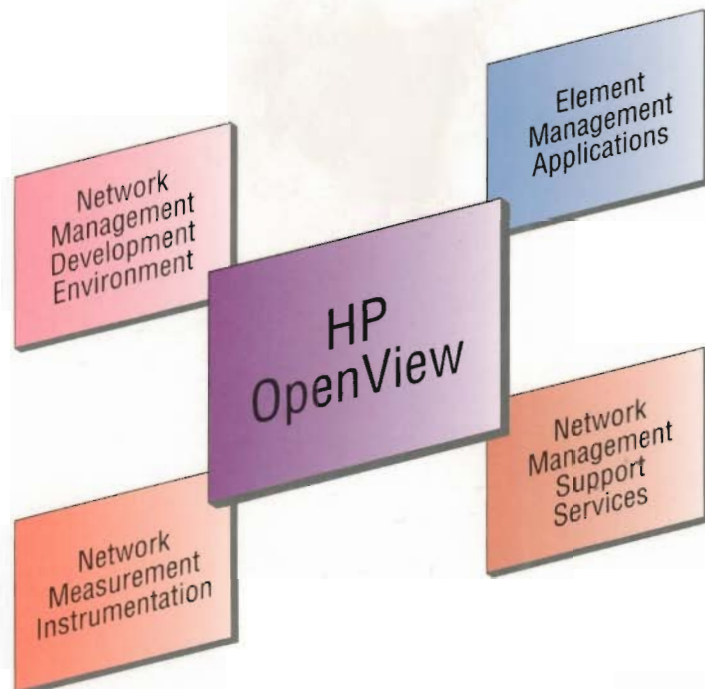 Network
Management
Development
Environment
Element
Management
Applications
HP
OpenView
Network
Measurement
Instrumentation
Network
Management
Support
Services